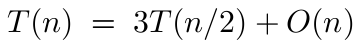 T(n) = 3T(n/2) + O(n)